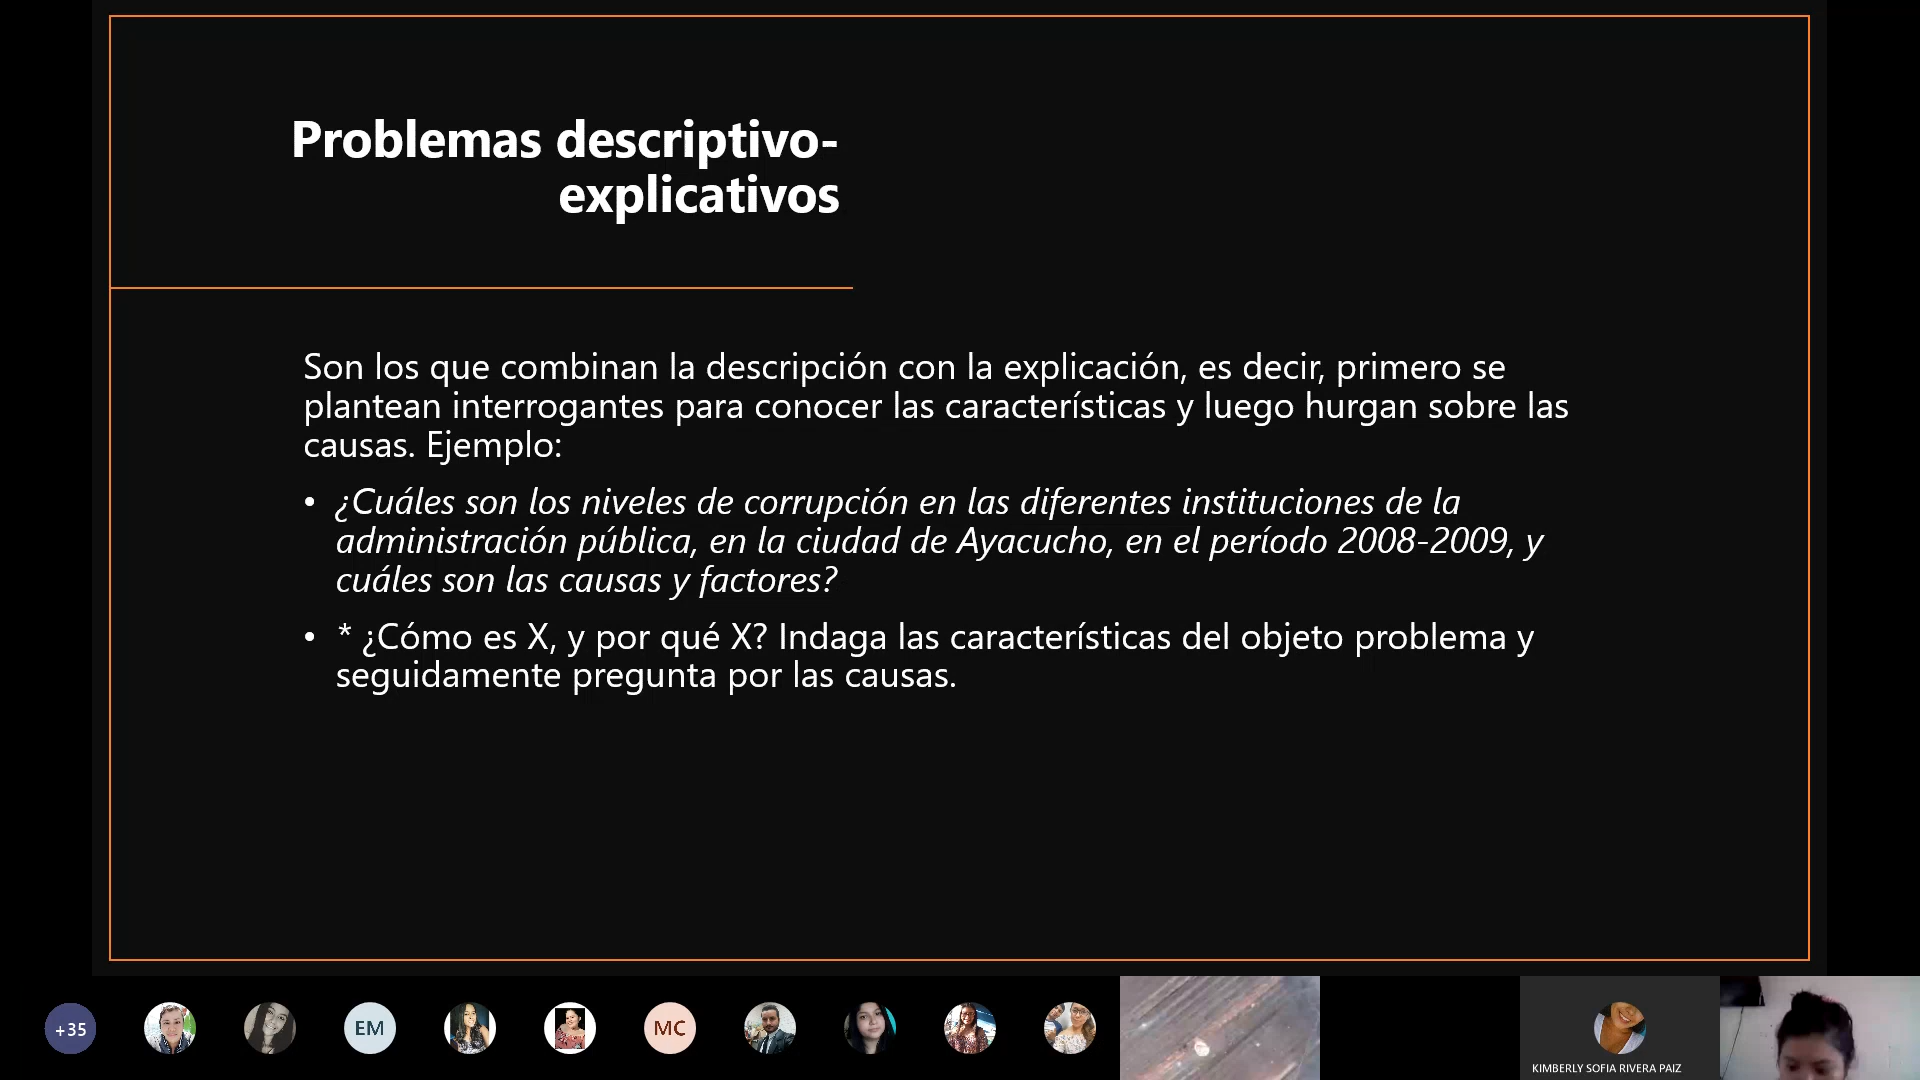 Problemas descriptivo-
explicativos
Son los que combinan la descripción con la explicación, es decir, primero se
plantean interrogantes para conocer las características y luego hurgan sobre las
causas. Ejemplo:
• ¿Cuáles son los niveles de corrupción en las diferentes instituciones de la
administración pública, en la ciudad de Ayacucho, en el período 2008-2009, y
cuáles son las causas y factores?
• * ¿Cómo es X, y por qué X? Indaga las características del objeto problema y
seguidamente pregunta por las causas.
+35
EM
MC
KIMBERLY SOFIA RIVERA PAIZ